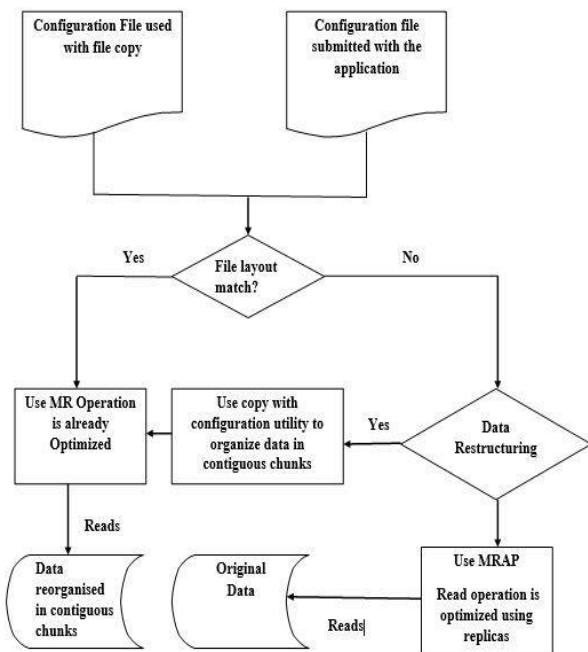 Configuration File used
with file copy
Configuration file
submitted with the
application
Yes
File layout
match?
No
Use MR Operation
is already
Optimized
Use copy with
configuration utility to
organize data in
contiguous chunks
Yes
Data
Restructuring
Reads
Data
reorganised
in contiguous
chunks
Original
Data
Reads
Use MRAP
Read operation is
optimized using
replicas